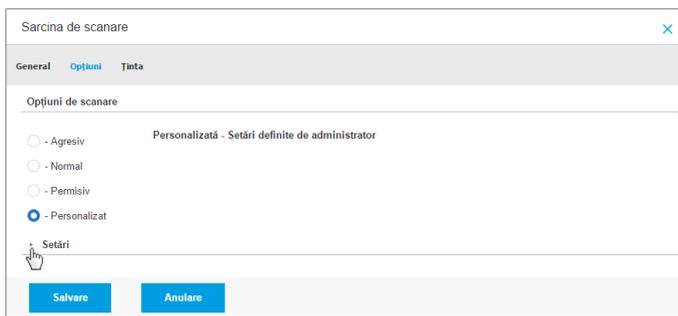 Sarcina de scanare
General Opțiuni Ținta
Opțiuni de scanare
- Agresiv
Personalizată - Setări definite de administrator
- Normal
- Permisiv
- Personalizat
Setări
Salvare Anulare